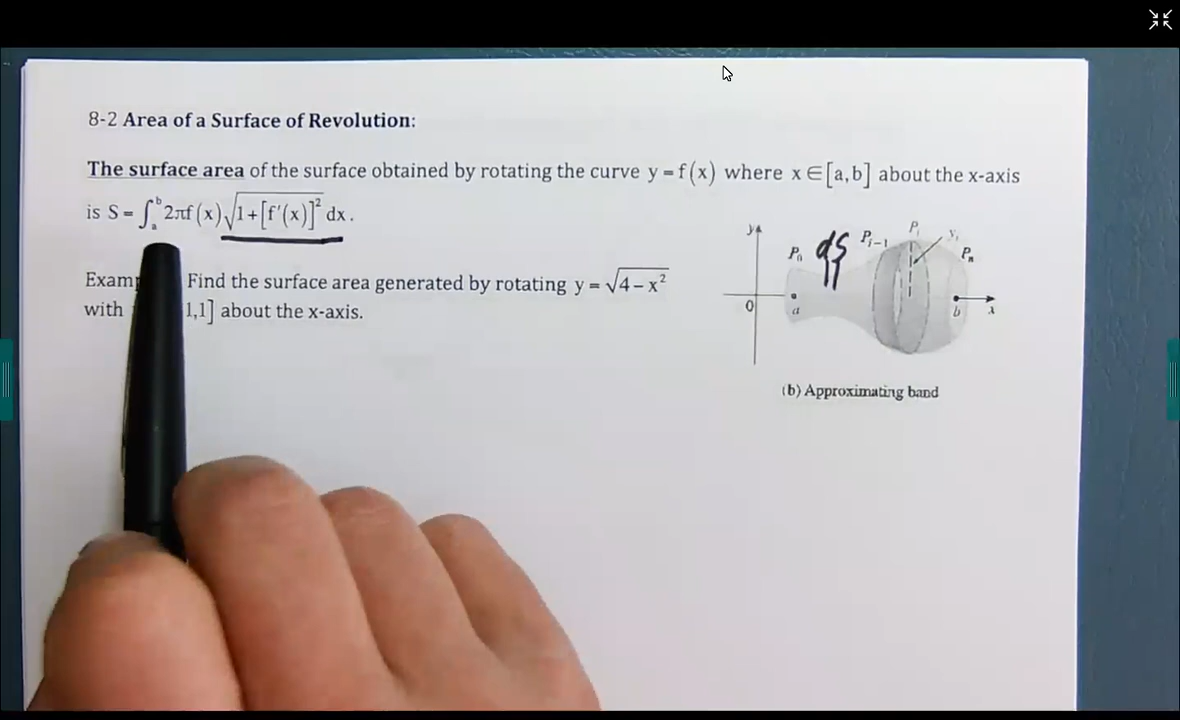 8-2 Area of a Surface of Revolution:
The surface area of the surface obtained by rotating the curve y = f(x) where x ∈ [a,b] about the x-axis
is S = ∫ₐᵇ 2πf(x)√(1+[f'(x)]²) dx.
Exam Find the surface area generated by rotating y = √(4−x²)
with 1,1] about the x-axis.
y
P₀
ds
Pᵢ₋₁
Pᵢ
yᵢ
Pₙ
0
a
b
x
(b) Approximating band